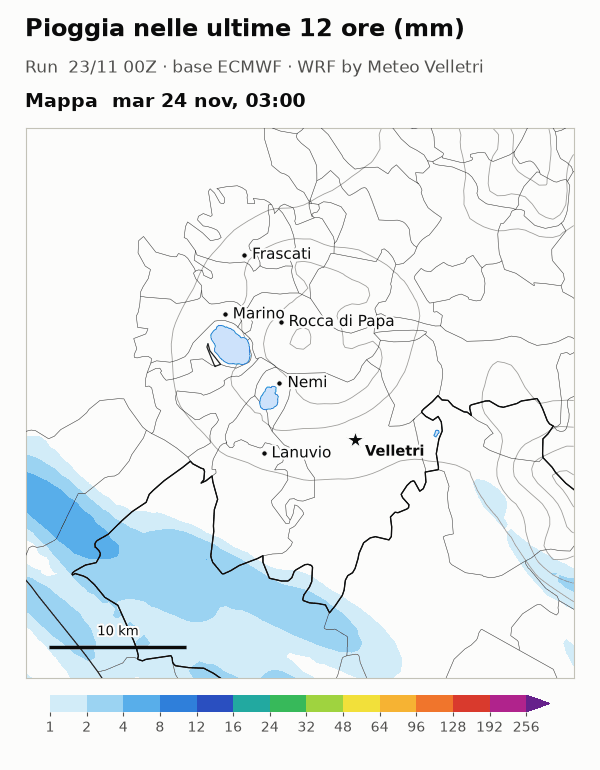 Pioggia nelle ultime 12 ore (mm)
Run  23/11 00Z · base ECMWF · WRF by Meteo Velletri
Mappa  mar 24 nov, 03:00
Frascati
Marino
Rocca di Papa
Nemi
Velletri
Lanuvio
10 km
1 2 4 8 12 16 24 32 48 64 96 128 192 256